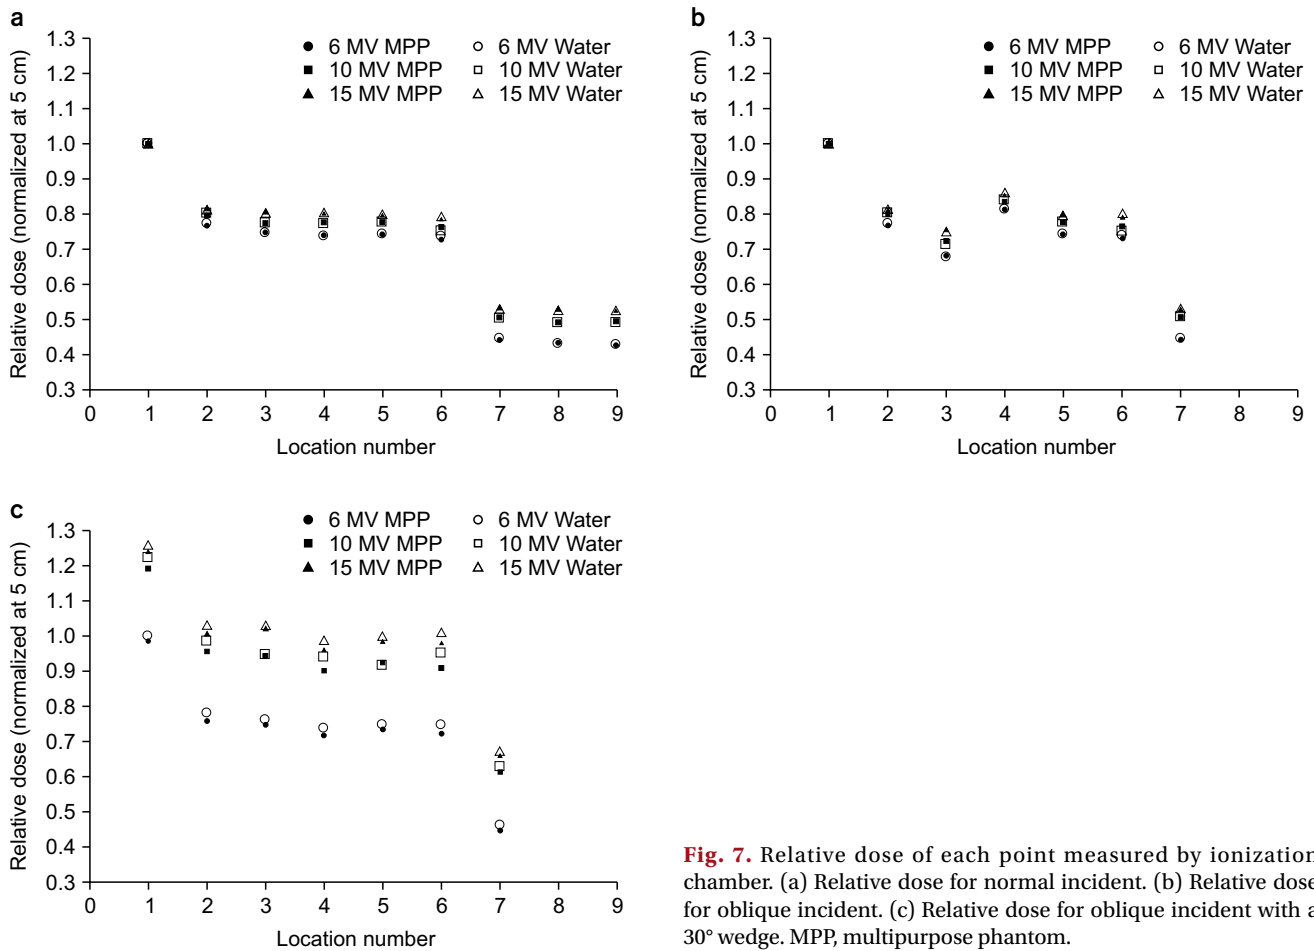 a
1.3
1.2
1.1
1.0
0.9
0.8
0.7
0.6
0.5
0.4
0.3
Relative dose (normalized at 5 cm)
6 MV MPP 6 MV Water
10 MV MPP 10 MV Water
15 MV MPP 15 MV Water
0 1 2 3 4 5 6 7 8 9
Location number
b
1.3
1.2
1.1
1.0
0.9
0.8
0.7
0.6
0.5
0.4
0.3
Relative dose (normalized at 5 cm)
6 MV MPP 6 MV Water
10 MV MPP 10 MV Water
15 MV MPP 15 MV Water
0 1 2 3 4 5 6 7 8 9
Location number
c
1.3
1.2
1.1
1.0
0.9
0.8
0.7
0.6
0.5
0.4
0.3
Relative dose (normalized at 5 cm)
6 MV MPP 6 MV Water
10 MV MPP 10 MV Water
15 MV MPP 15 MV Water
0 1 2 3 4 5 6 7 8 9
Location number
Fig. 7. Relative dose of each point measured by ionization
chamber. (a) Relative dose for normal incident. (b) Relative dose
for oblique incident. (c) Relative dose for oblique incident with a
30° wedge. MPP, multipurpose phantom.